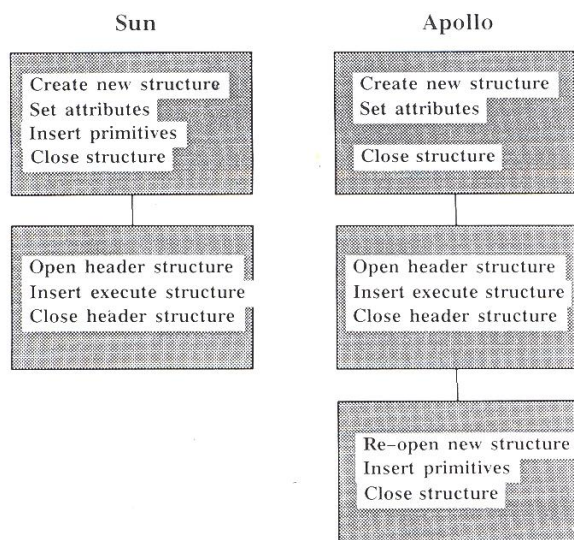 Sun
Create new structure
Set attributes
Insert primitives
Close structure
Open header structure
Insert execute structure
Close header structure
Apollo
Create new structure
Set attributes
Close structure
Open header structure
Insert execute structure
Close header structure
Re-open new structure
Insert primitives
Close structure